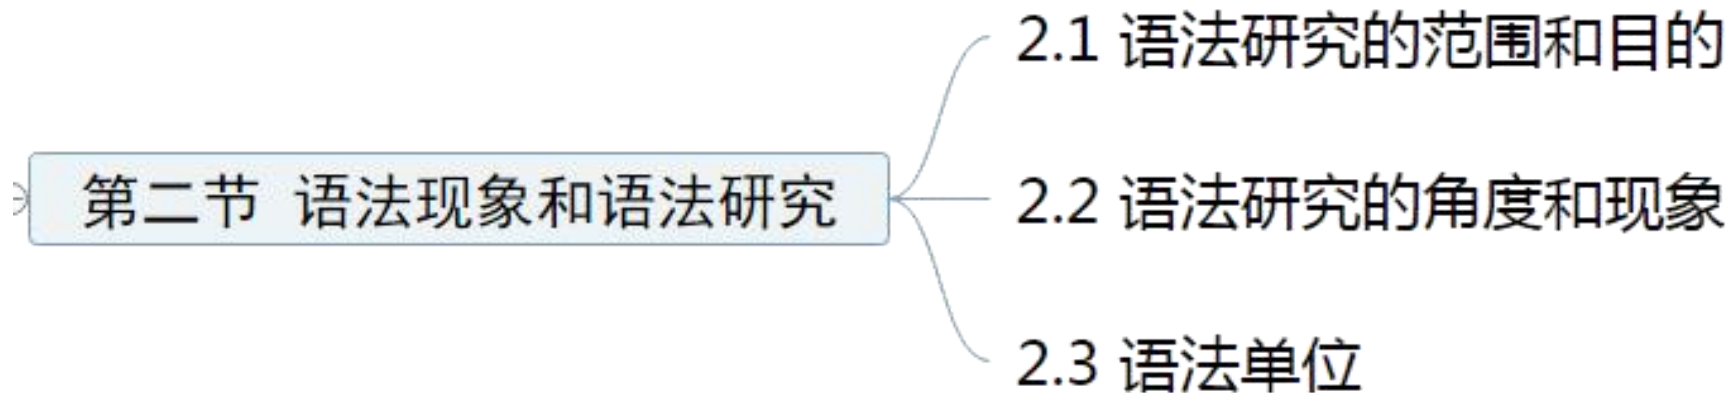 第二节 语法现象和语法研究
2.1 语法研究的范围和目的
2.2 语法研究的角度和现象
2.3 语法单位